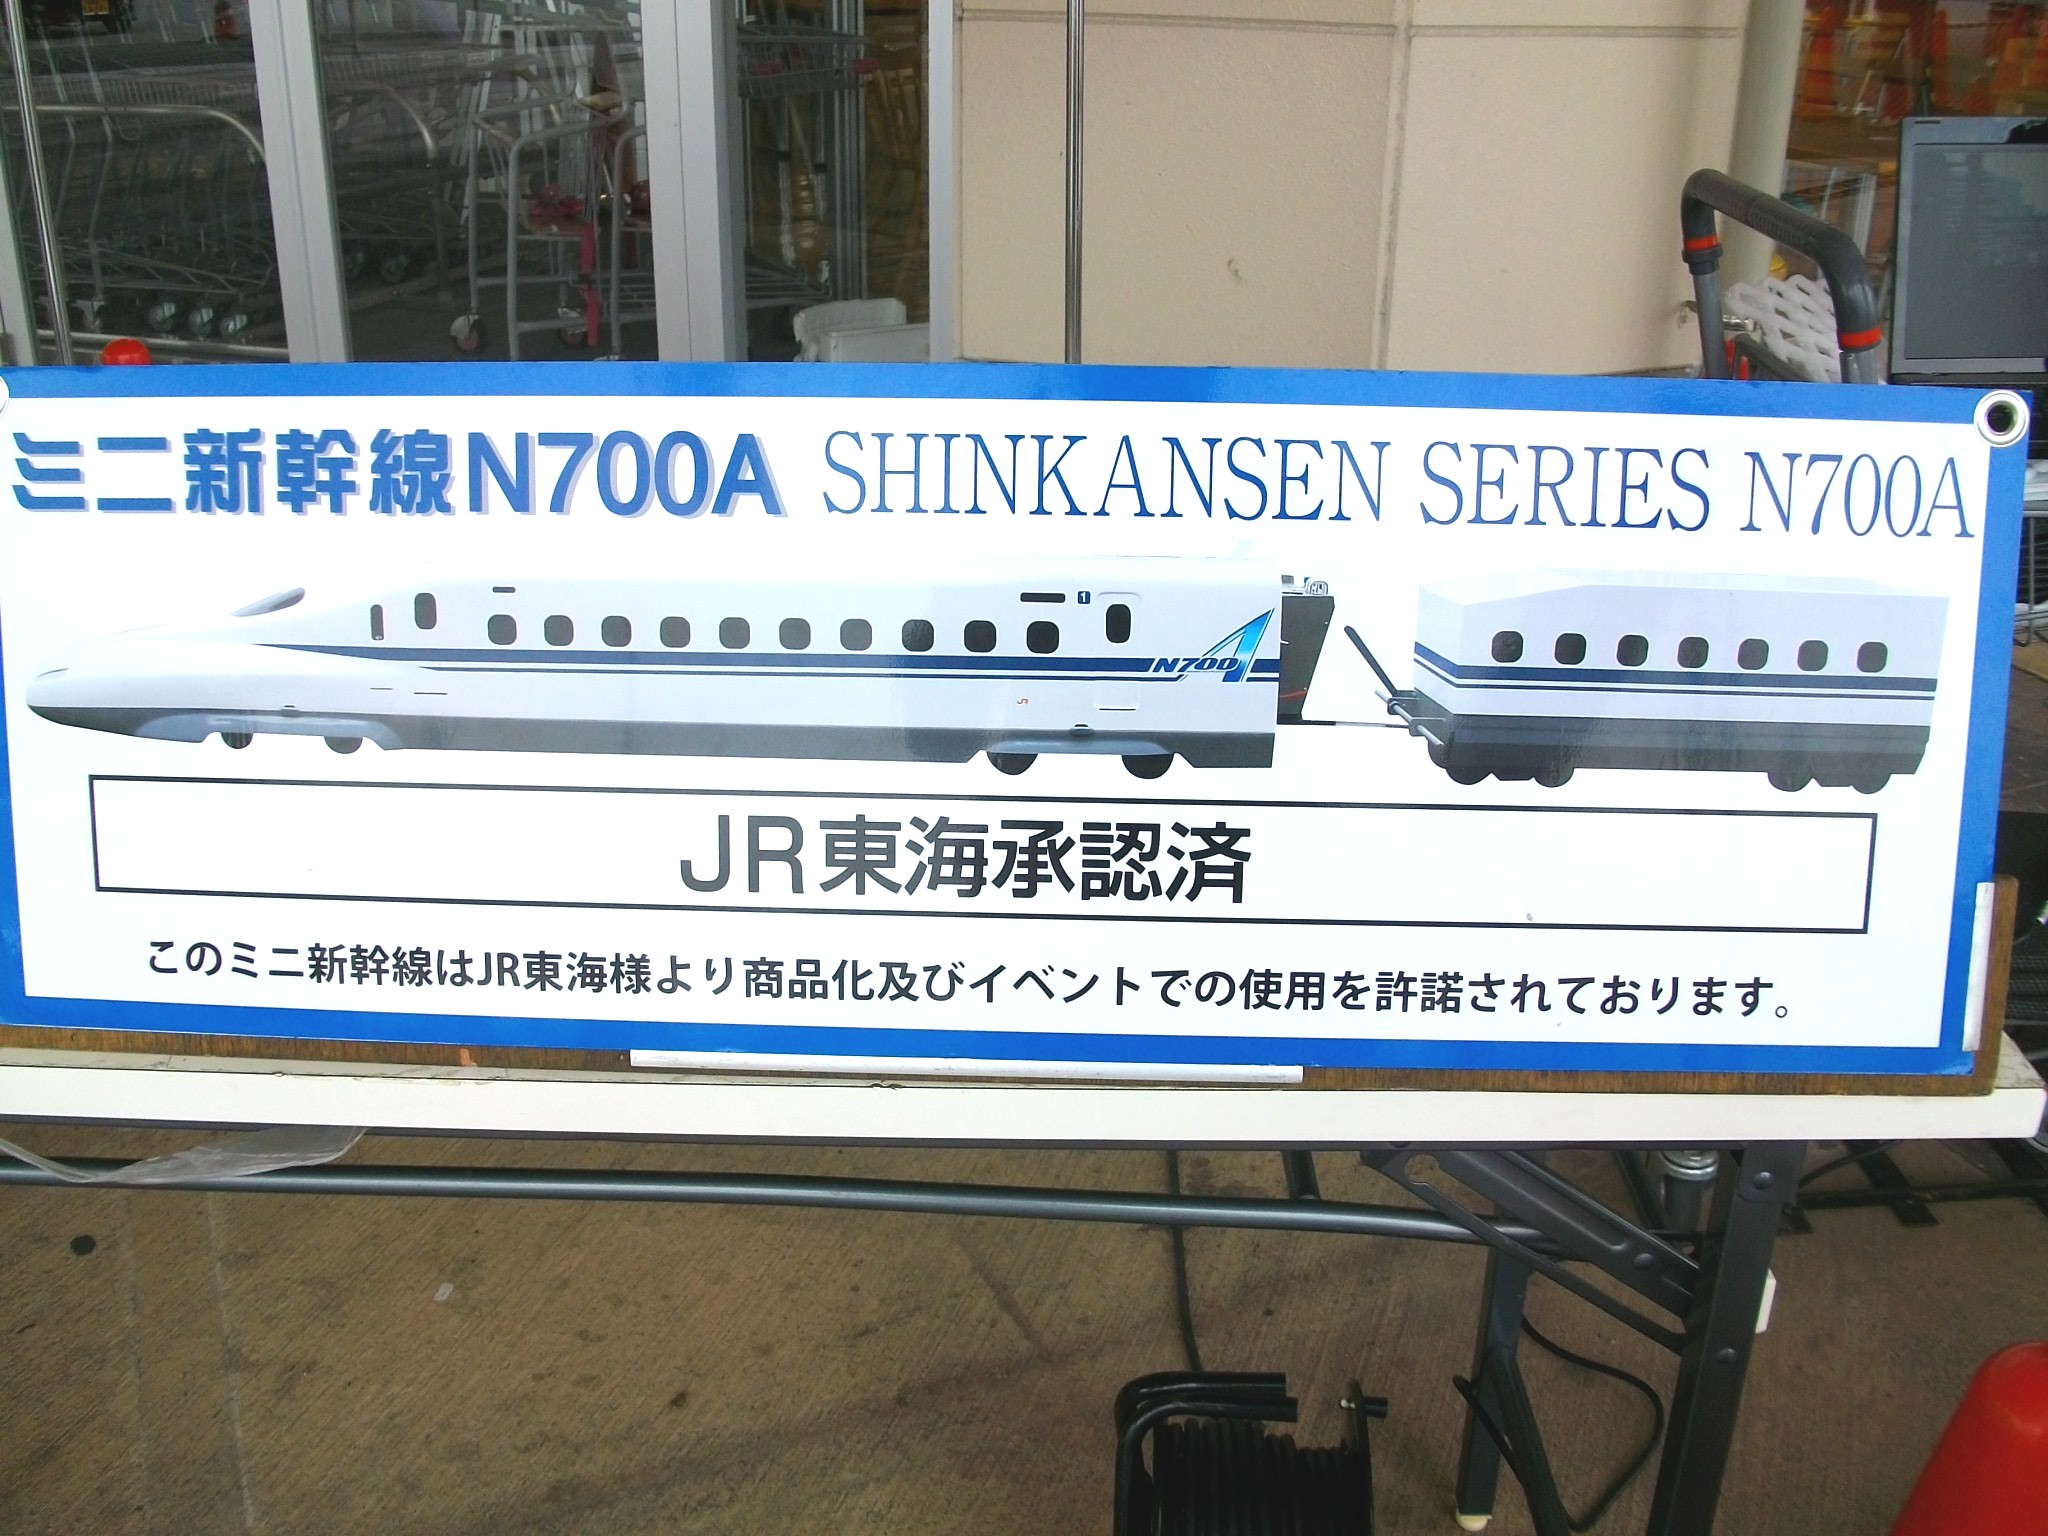 ミニ新幹線N700A SHINKANSEN SERIES N700A
1
N700A
JR
JR東海承認済
このミニ新幹線はJR東海様より商品化及びイベントでの使用を許諾されております。